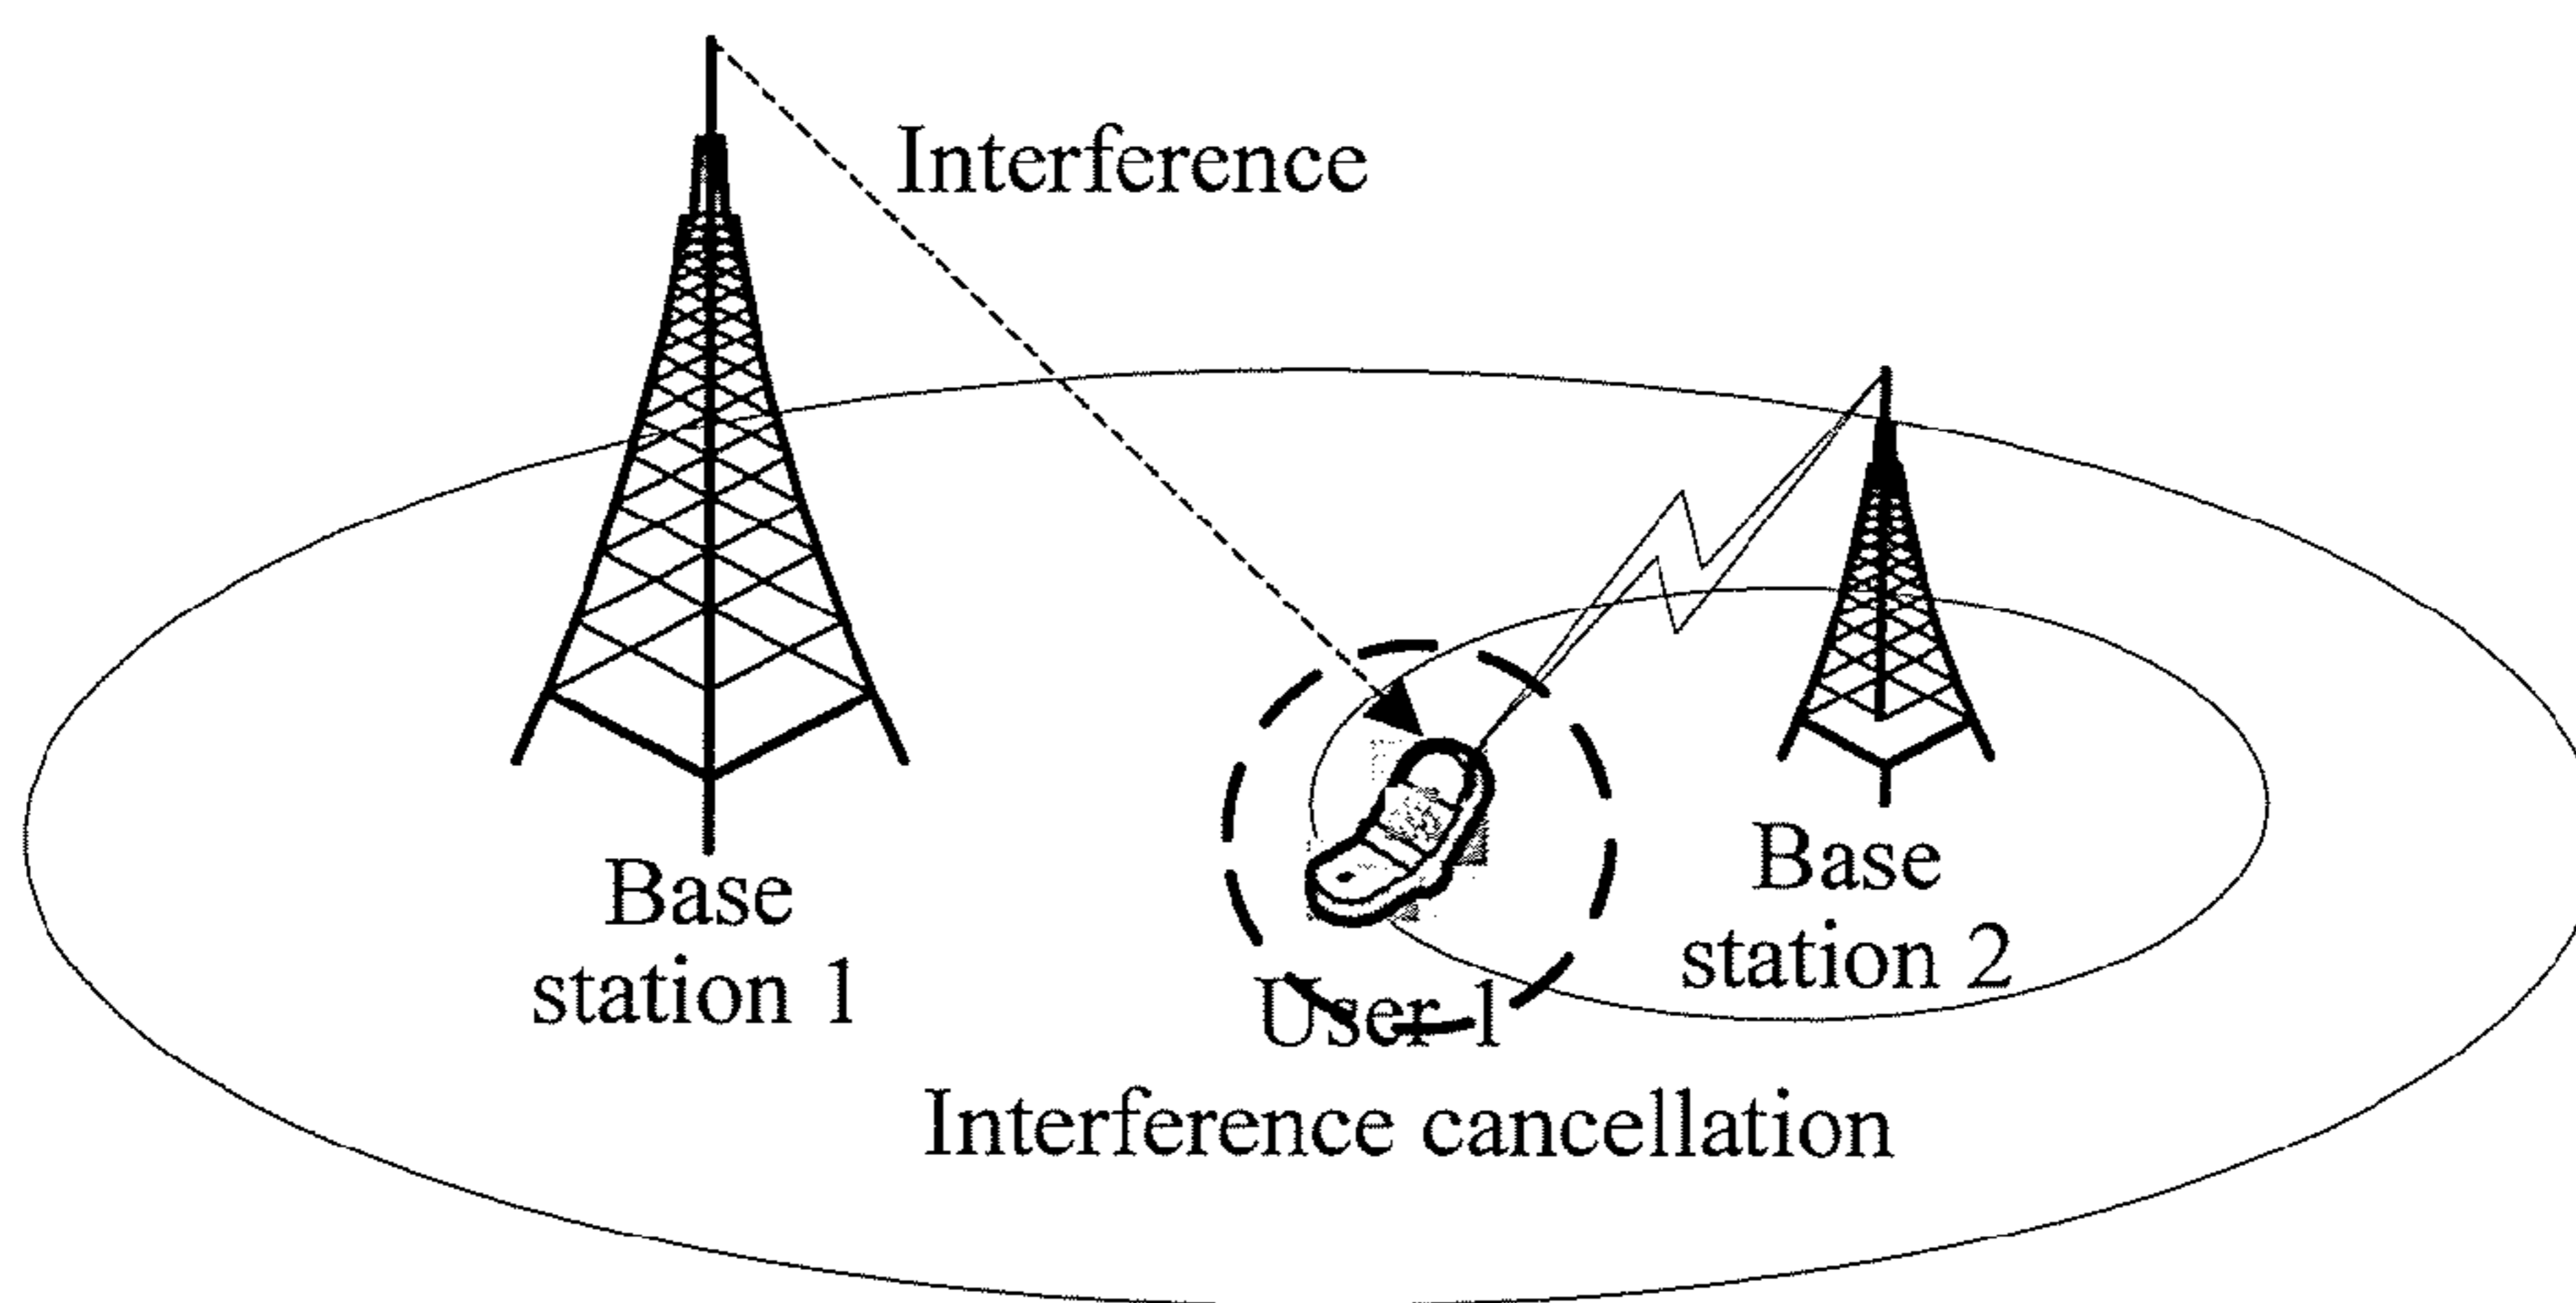 Interference
Base
station 1
Base
station 2
User 1
Interference cancellation